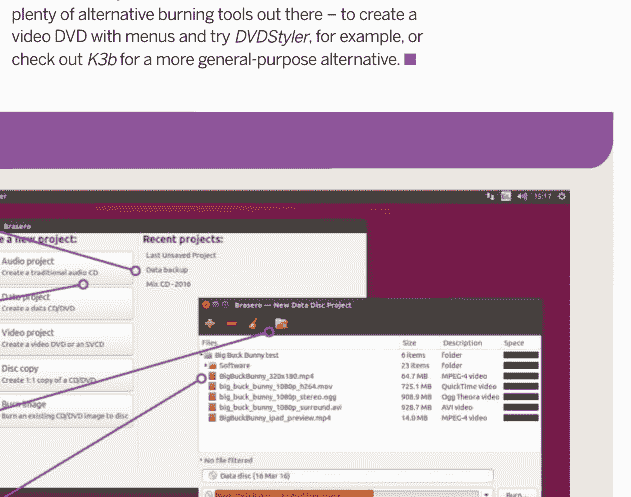 plenty of alternative burning tools out there – to create a
video DVD with menus and try DVDStyler, for example, or
check out K3b for a more general-purpose alternative.
er
15:17
Brasero
e a new project:
Audio project
Create a traditional audio CD
Data project
Create a data CD/DVD
Video project
Create a video DVD or an SVCD
Disc copy
Create 1:1 copy of a CD/DVD
Burn image
Burn an existing CD/DVD image to disc
Recent projects:
Last Unsaved Project
Data backup
Mix CD - 2016
Brasero — New Data Disc Project
Files Size Description Space
Big Buck Bunny test 6 items folder
Software 23 items folder
BigBuckBunny_320x180.mp4 64.7 MB MPEG-4 video
big_buck_bunny_1080p_h264.mov 725.1 MB QuickTime video
big_buck_bunny_1080p_stereo.ogg 908.9 MB Ogg Theora video
big_buck_bunny_1080p_surround.avi 928.7 MB AVI video
BigBuckBunny_ipad_preview.mp4 14.0 MB MPEG-4 video
No file filtered
Data disc (16 Mar 16)
Burn...